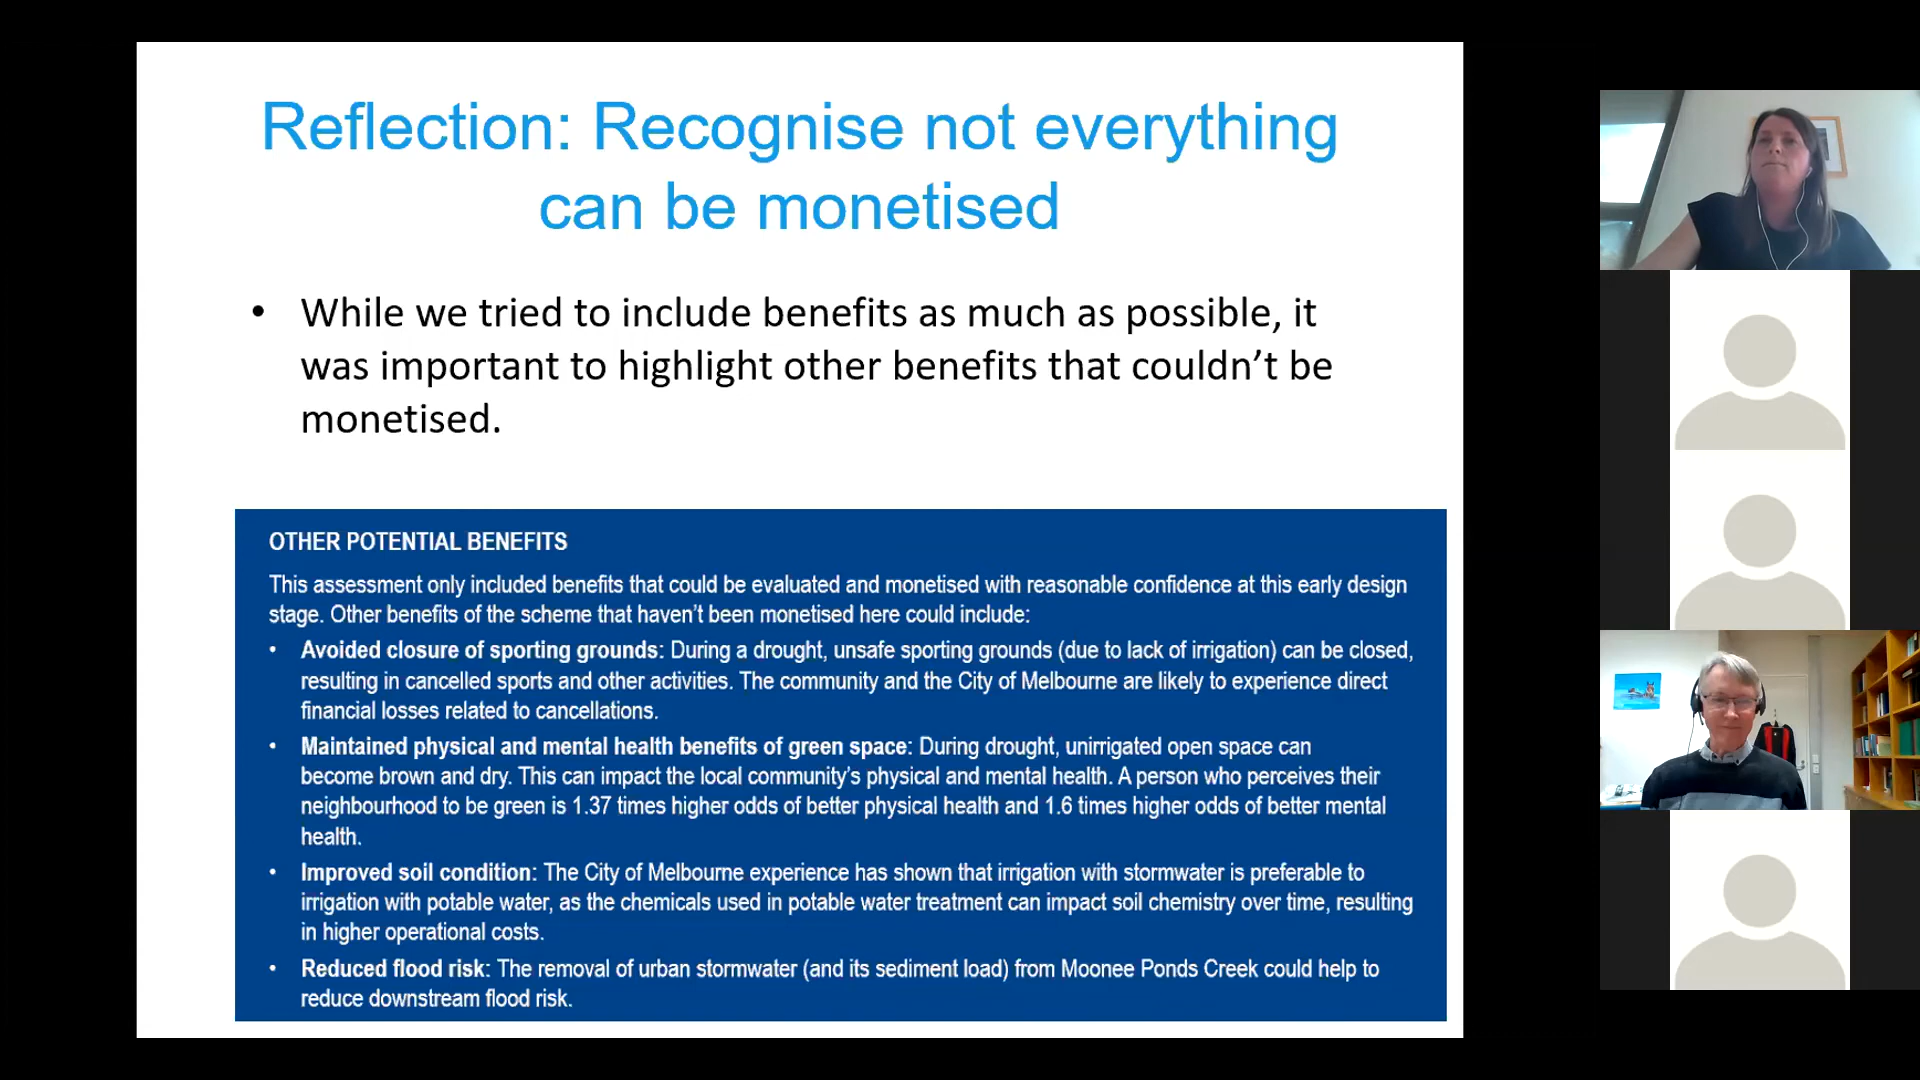 Reflection: Recognise not everything
can be monetised
• While we tried to include benefits as much as possible, it
was important to highlight other benefits that couldn’t be
monetised.
OTHER POTENTIAL BENEFITS
This assessment only included benefits that could be evaluated and monetised with reasonable confidence at this early design
stage. Other benefits of the scheme that haven’t been monetised here could include:
• Avoided closure of sporting grounds: During a drought, unsafe sporting grounds (due to lack of irrigation) can be closed,
resulting in cancelled sports and other activities. The community and the City of Melbourne are likely to experience direct
financial losses related to cancellations.
• Maintained physical and mental health benefits of green space: During drought, unirrigated open space can
become brown and dry. This can impact the local community’s physical and mental health. A person who perceives their
neighbourhood to be green is 1.37 times higher odds of better physical health and 1.6 times higher odds of better mental
health.
• Improved soil condition: The City of Melbourne experience has shown that irrigation with stormwater is preferable to
irrigation with potable water, as the chemicals used in potable water treatment can impact soil chemistry over time, resulting
in higher operational costs.
• Reduced flood risk: The removal of urban stormwater (and its sediment load) from Moonee Ponds Creek could help to
reduce downstream flood risk.